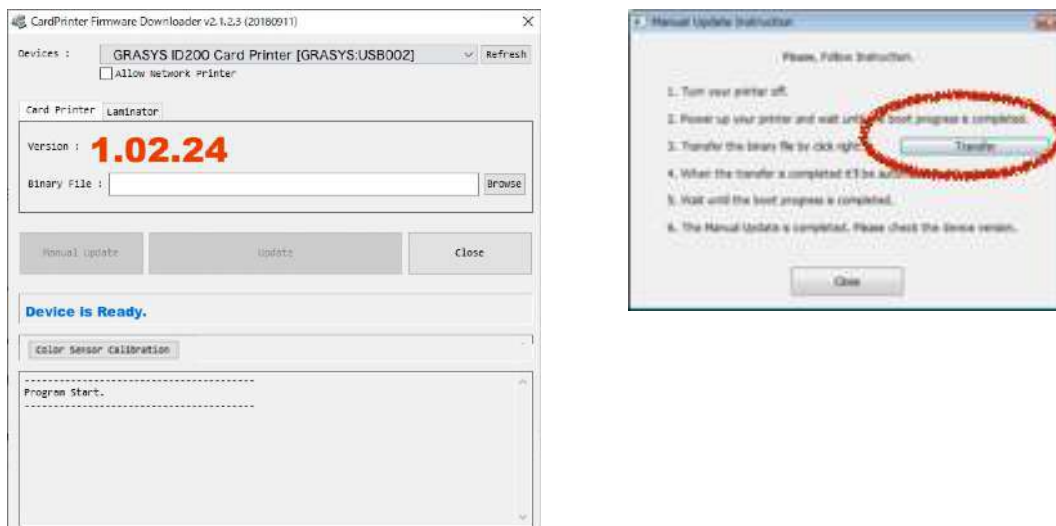 CardPrinter Firmware Downloader v2.1.2.3 (20180911)
Devices : GRASYS ID200 Card Printer [GRASYS:USB002] Refresh
Allow Network Printer
Card Printer Laminator
Version : 1.02.24
Binary File : Browse
Manual Update Update Close
Device is Ready.
Color Sensor Calibration
----------------------------------------
Program Start.
----------------------------------------
Manual Update Instruction
Please, Follow Instruction.
1. Turn your printer off.
2. Power up your printer and wait until the boot progress is completed.
3. Transfer the binary file by click right. Transfer
4. When the transfer is completed it'll be
5. Wait until the boot progress is completed.
6. The Manual Update is completed. Please check the device version.
Close